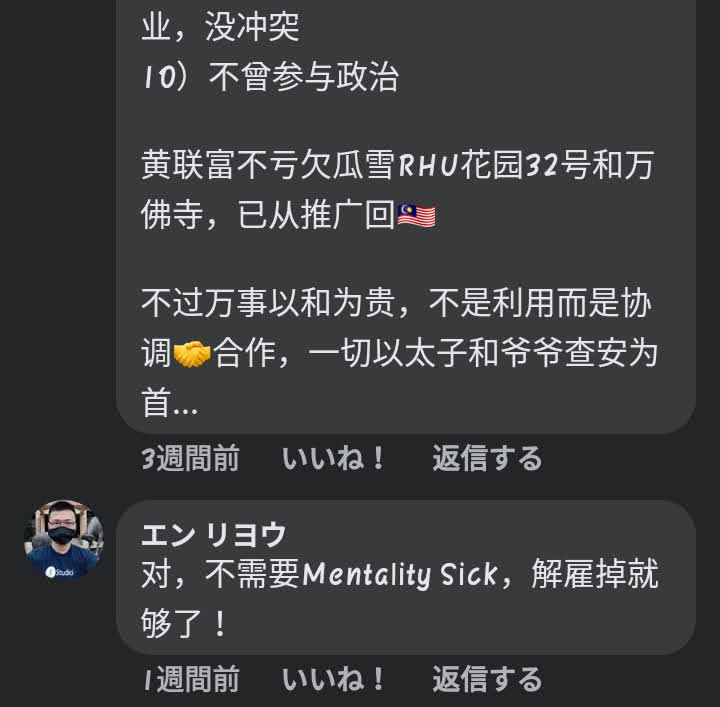 业，没冲突
10）不曾参与政治
黄联富不亏欠瓜雪RHU花园32号和万
佛寺，已从推广回🇲🇾
不过万事以和为贵，不是利用而是协
调🤝合作，一切以太子和爷爷查安为
首...
3週間前 いいね！ 返信する
エン リヨウ
对，不需要Mentality Sick，解雇掉就
够了！
1週間前 いいね！ 返信する
Studio